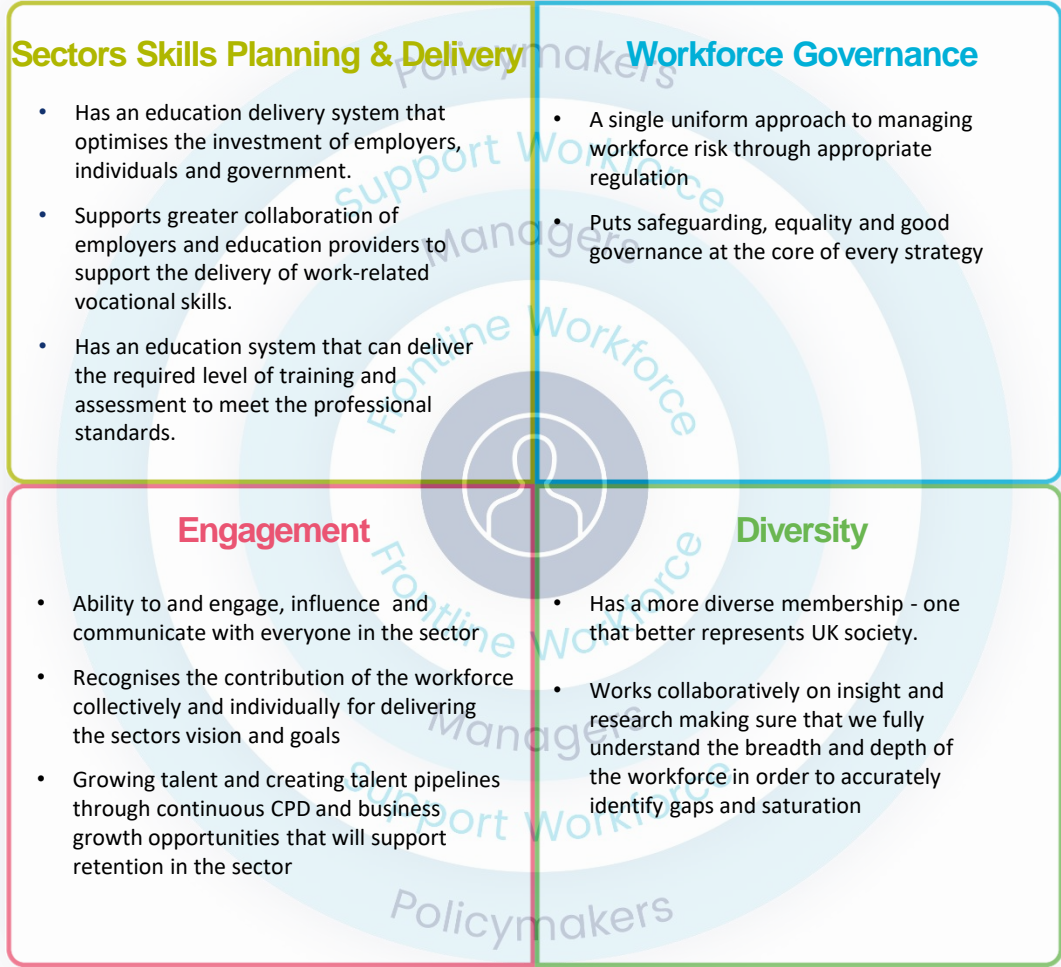 Sectors Skills Planning & Delivery
• Has an education delivery system that
optimises the investment of employers,
individuals and government.
• Supports greater collaboration of
employers and education providers to
support the delivery of work-related
vocational skills.
• Has an education system that can deliver
the required level of training and
assessment to meet the professional
standards.
Workforce Governance
• A single uniform approach to managing
workforce risk through appropriate
regulation
• Puts safeguarding, equality and good
governance at the core of every strategy
Engagement
• Ability to and engage, influence  and
communicate with everyone in the sector
• Recognises the contribution of the workforce
collectively and individually for delivering
the sectors vision and goals
• Growing talent and creating talent pipelines
through continuous CPD and business
growth opportunities that will support
retention in the sector
Diversity
• Has a more diverse membership - one
that better represents UK society.
• Works collaboratively on insight and
research making sure that we fully
understand the breadth and depth of
the workforce in order to accurately
identify gaps and saturation
Policymakers
Support Workforce
Managers
Frontline Workforce
Frontline Workforce
Managers
Support Workforce
Policymakers